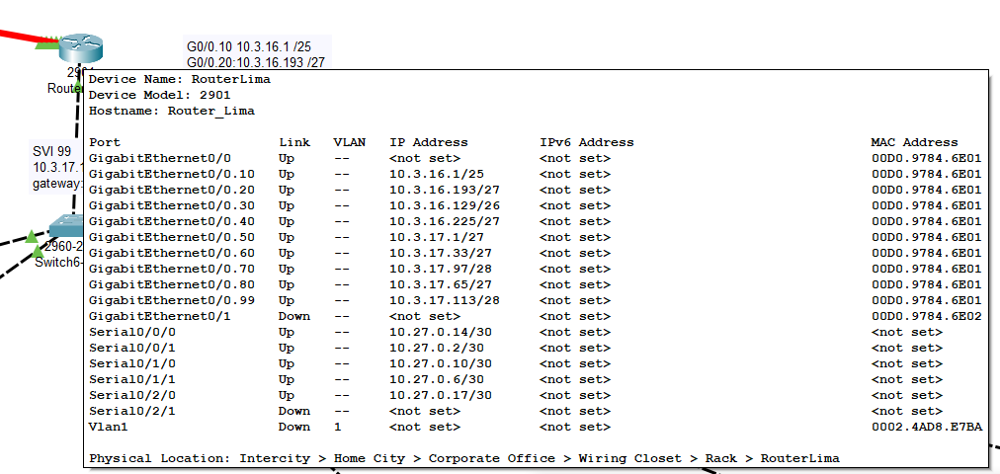 G0/0.10 10.3.16.1 /25
G0/0.20:10.3.16.193 /27
Device Name: RouterLima
Device Model: 2901
Hostname: Router_Lima
Port Link VLAN IP Address IPv6 Address MAC Address
GigabitEthernet0/0 Up -- <not set> <not set> 00D0.9784.6E01
GigabitEthernet0/0.10 Up -- 10.3.16.1/25 <not set> 00D0.9784.6E01
GigabitEthernet0/0.20 Up -- 10.3.16.193/27 <not set> 00D0.9784.6E01
GigabitEthernet0/0.30 Up -- 10.3.16.129/26 <not set> 00D0.9784.6E01
GigabitEthernet0/0.40 Up -- 10.3.16.225/27 <not set> 00D0.9784.6E01
GigabitEthernet0/0.50 Up -- 10.3.17.1/27 <not set> 00D0.9784.6E01
GigabitEthernet0/0.60 Up -- 10.3.17.33/27 <not set> 00D0.9784.6E01
GigabitEthernet0/0.70 Up -- 10.3.17.97/28 <not set> 00D0.9784.6E01
GigabitEthernet0/0.80 Up -- 10.3.17.65/27 <not set> 00D0.9784.6E01
GigabitEthernet0/0.99 Up -- 10.3.17.113/28 <not set> 00D0.9784.6E01
GigabitEthernet0/1 Down -- <not set> <not set> 00D0.9784.6E02
Serial0/0/0 Up -- 10.27.0.14/30 <not set> <not set>
Serial0/0/1 Up -- 10.27.0.2/30 <not set> <not set>
Serial0/1/0 Up -- 10.27.0.10/30 <not set> <not set>
Serial0/1/1 Up -- 10.27.0.6/30 <not set> <not set>
Serial0/2/0 Up -- 10.27.0.17/30 <not set> <not set>
Serial0/2/1 Down -- <not set> <not set> <not set>
Vlan1 Down 1 <not set> <not set> 0002.4AD8.E7BA
Physical Location: Intercity > Home City > Corporate Office > Wiring Closet > Rack > RouterLima
Router
SVI 99
10.3.17.1
gateway:
2960-2
Switch6-